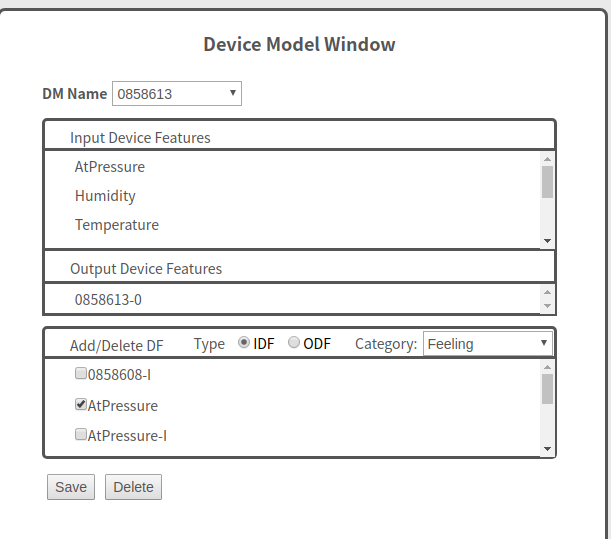 Device Model Window
DM Name 0858613
Input Device Features
AtPressure
Humidity
Temperature
Output Device Features
0858613-0
Add/Delete DF Type IDF ODF Category: Feeling
0858608-I
AtPressure
AtPressure-I
Save Delete